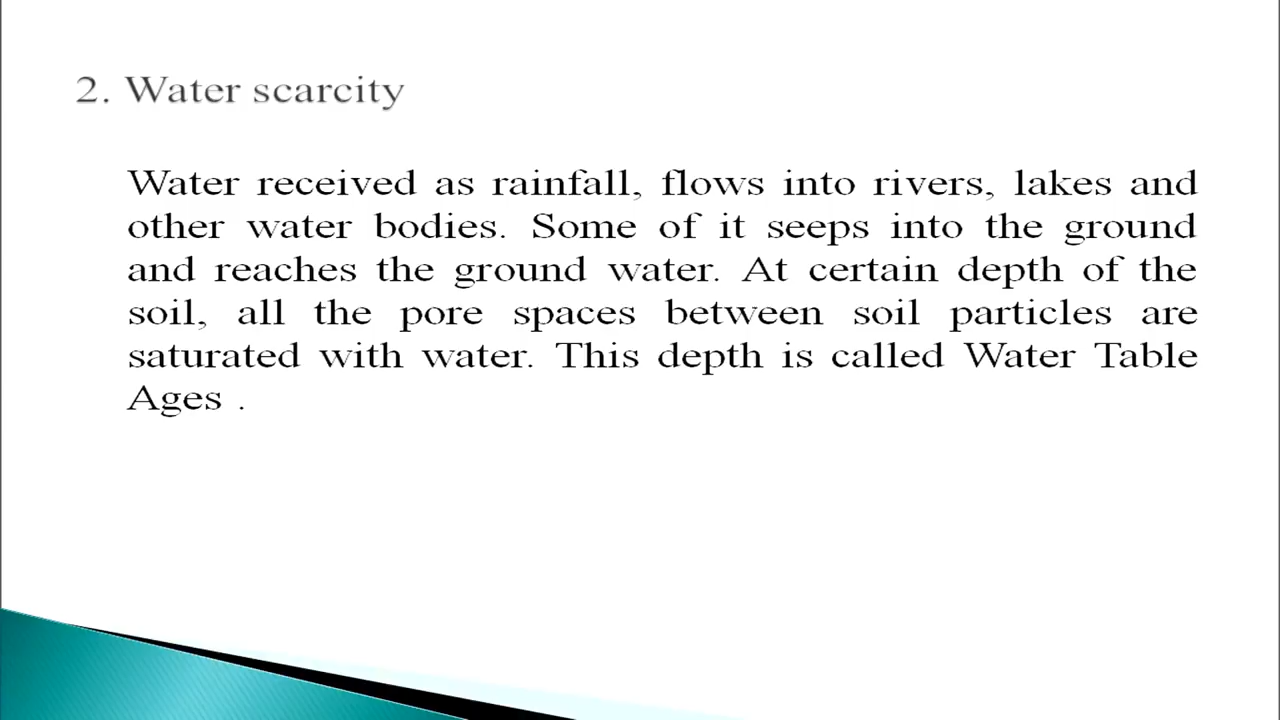 2. Water scarcity
Water received as rainfall, flows into rivers, lakes and
other water bodies. Some of it seeps into the ground
and reaches the ground water. At certain depth of the
soil, all the pore spaces between soil particles are
saturated with water. This depth is called Water Table
Ages .